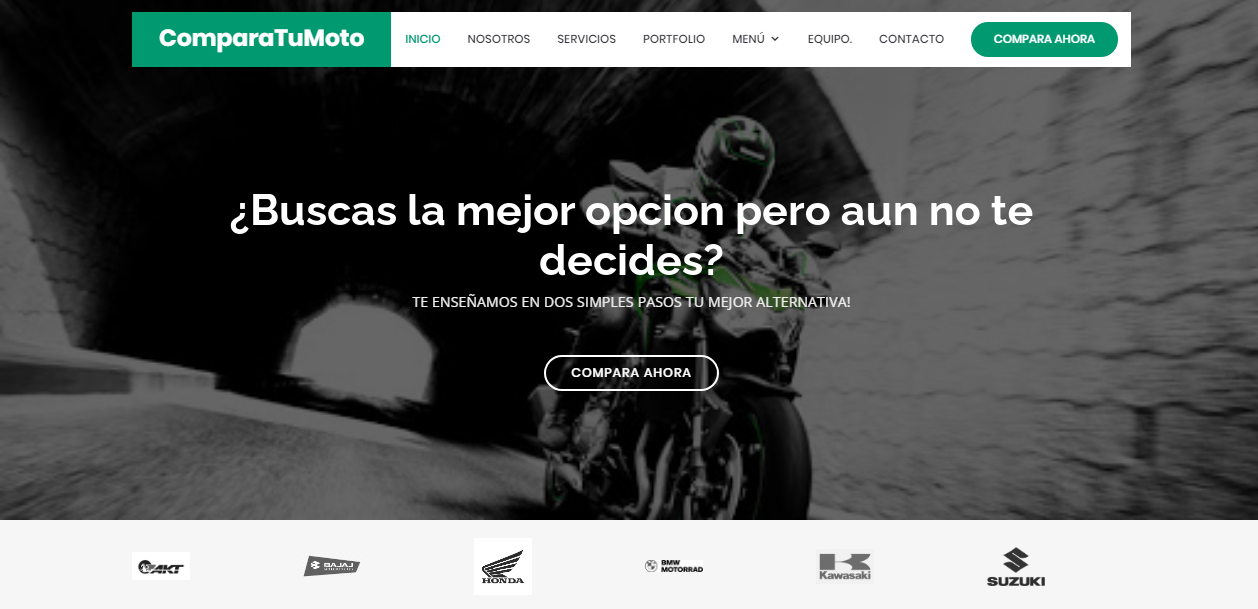 ComparaTuMoto
INICIO NOSOTROS SERVICIOS PORTFOLIO MENÚ EQUIPO. CONTACTO COMPARA AHORA
¿Buscas la mejor opcion pero aun no te
decides?
TE ENSEÑAMOS EN DOS SIMPLES PASOS TU MEJOR ALTERNATIVA!
COMPARA AHORA
AKT
BAJAJ
HONDA
BMW
MOTORRAD
Kawasaki
SUZUKI